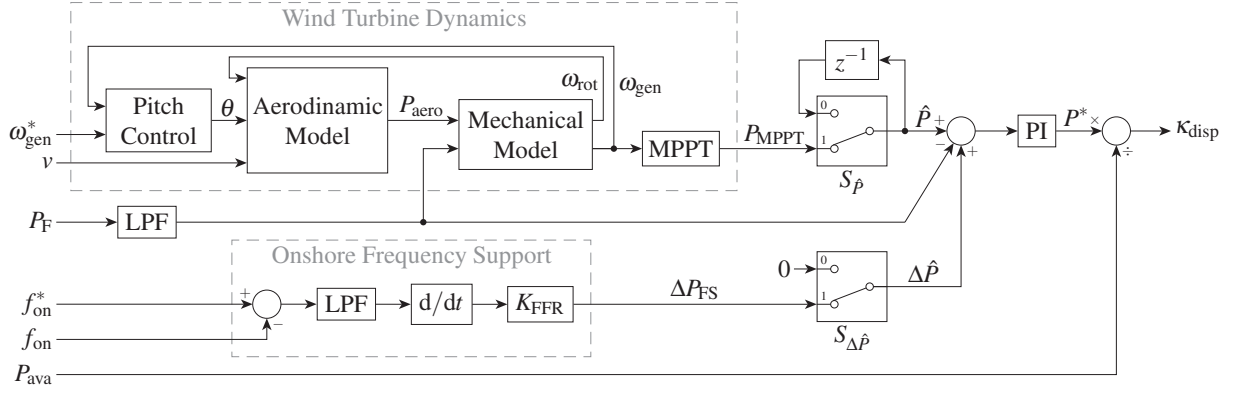 Wind Turbine Dynamics
ω*gen
v
Pitch
Control
θ
Aerodinamic
Model
Paero
Mechanical
Model
ωrot
ωgen
MPPT
PMPPT
z−1
0
1
SP̂
P̂
+
−
+
PI
P*
×
÷
κdisp
PF
LPF
Onshore Frequency Support
f*on
fon
+
−
LPF
d/dt
KFFR
ΔPFS
0
0
1
SΔP̂
ΔP̂
Pava